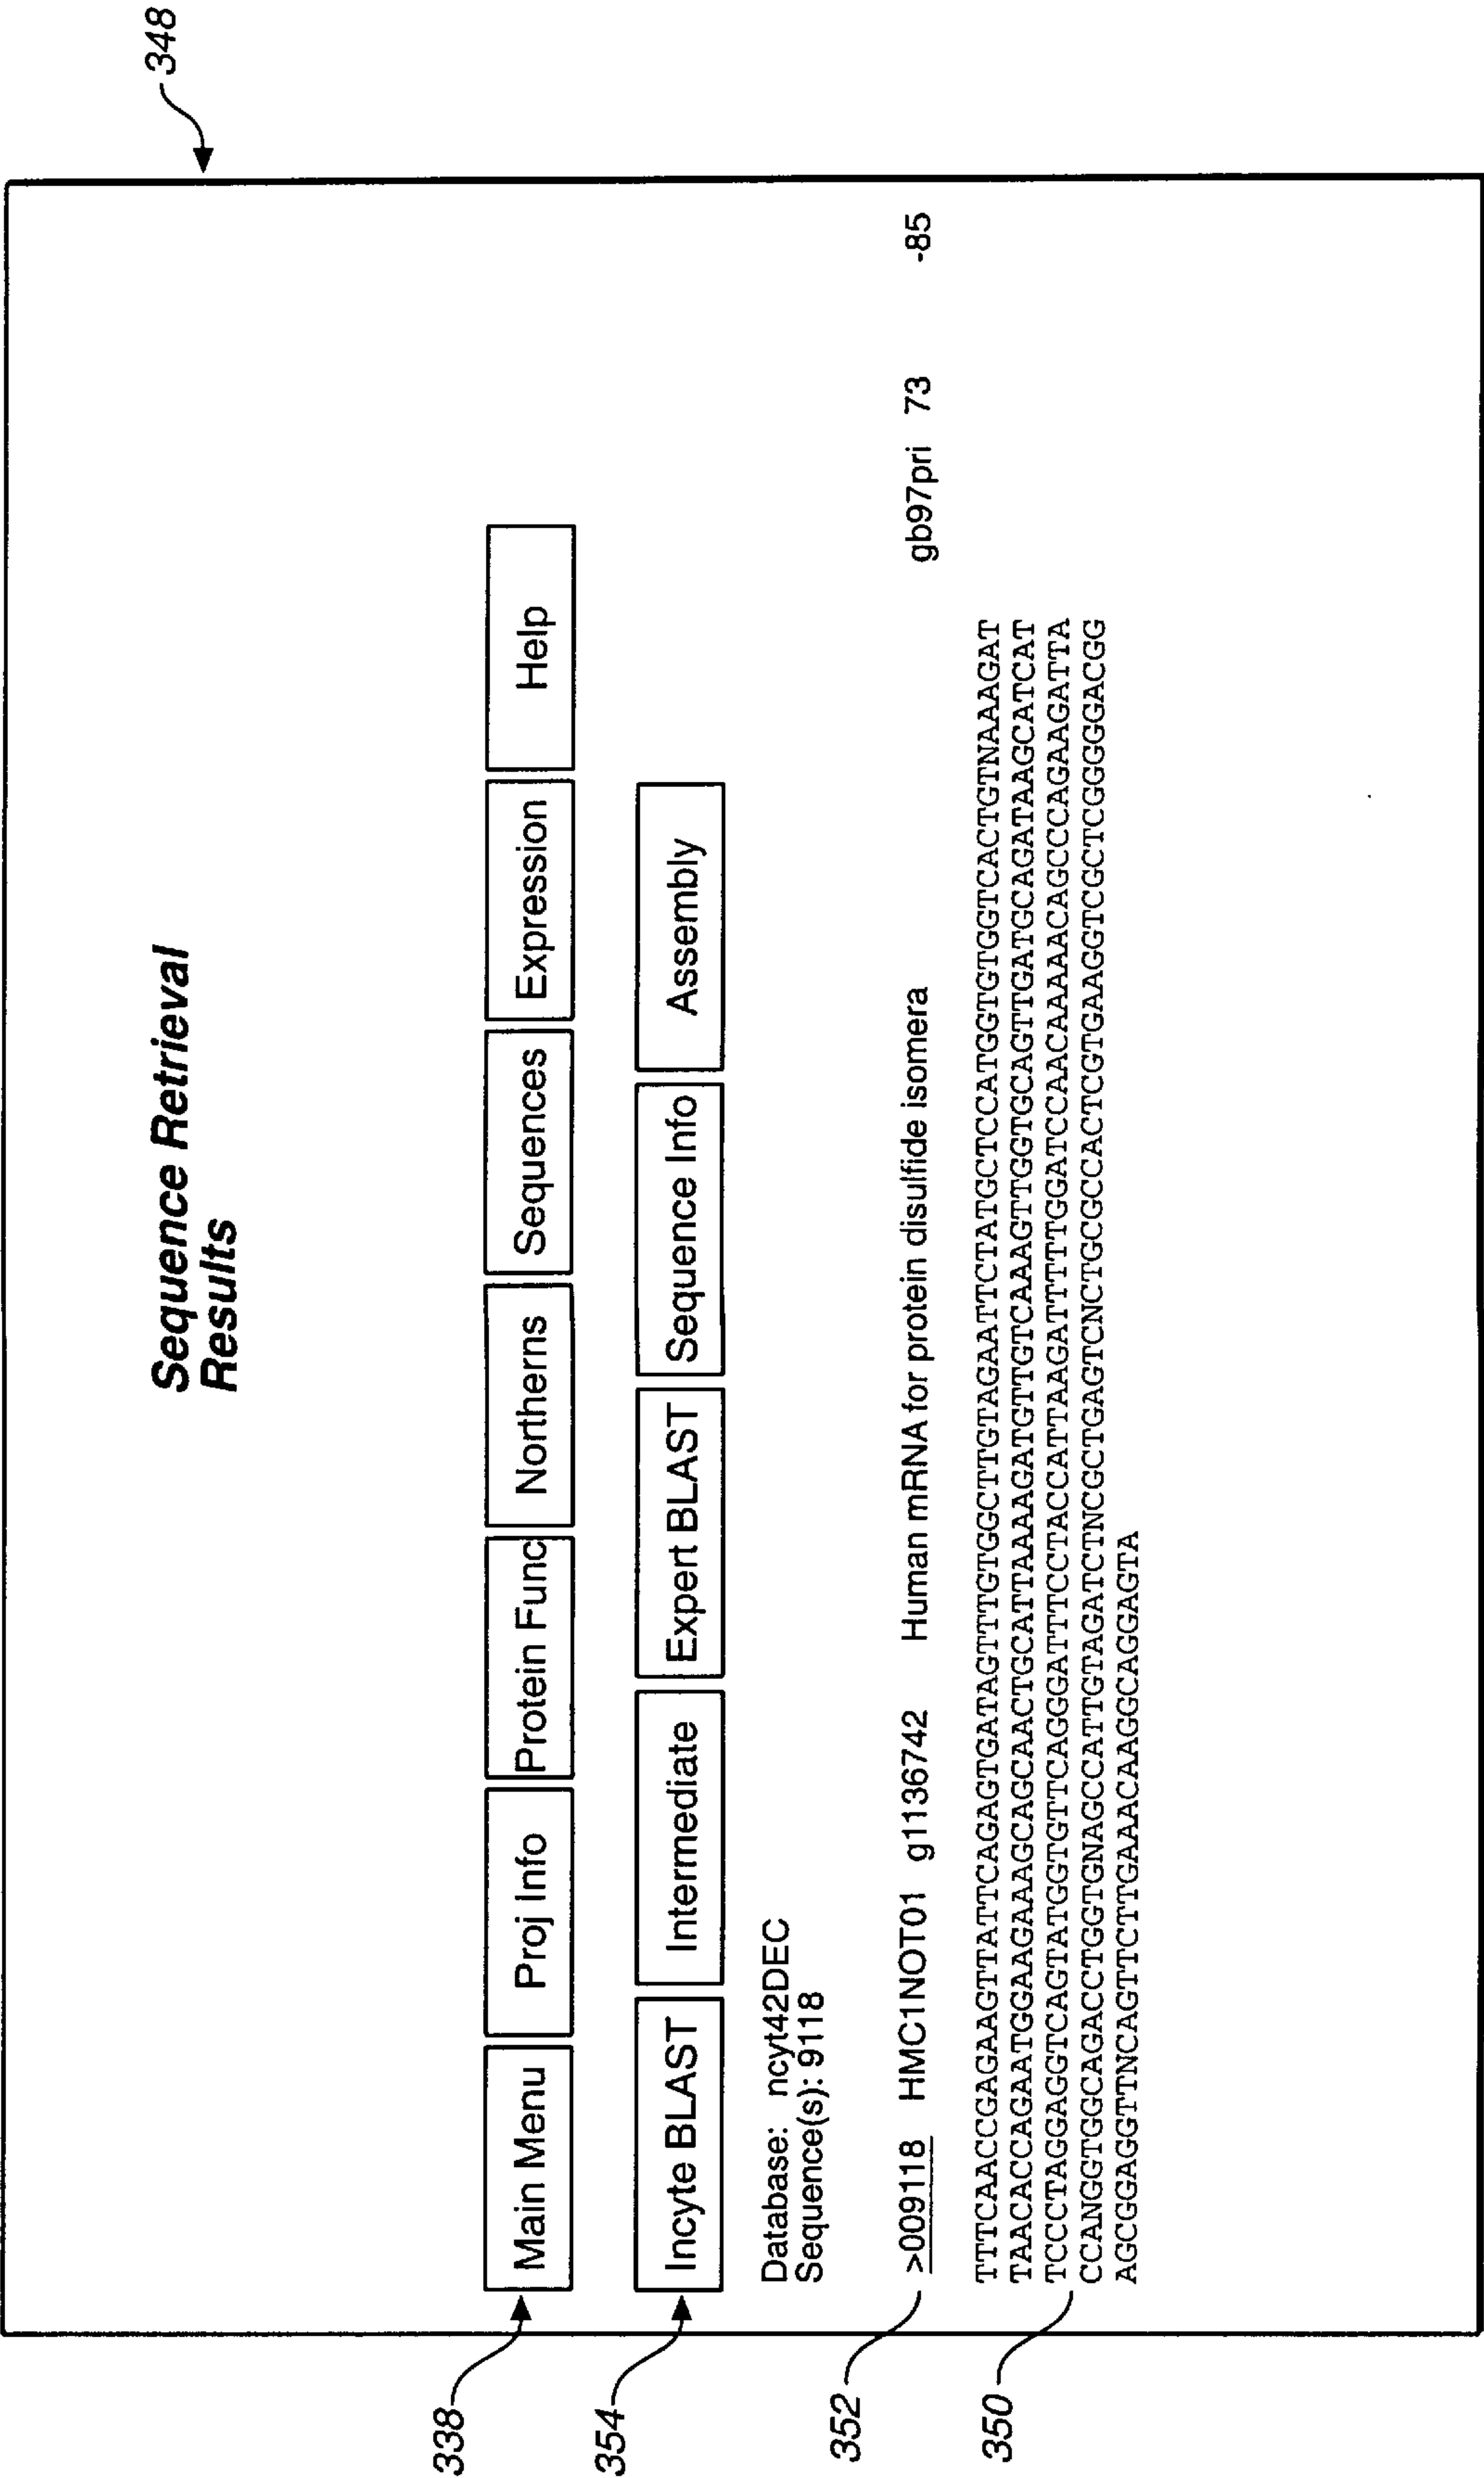 348
Sequence Retrieval
Results
338
Main Menu Proj Info Protein Func Northerns Sequences Expression Help
354
Incyte BLAST Intermediate Expert BLAST Sequence Info Assembly
Database: ncyt42DEC
Sequence(s): 9118
352
>009118 HMC1NOT01 g1136742 Human mRNA for protein disulfide isomera gb97pri 73 -85
350
TTTCAACCGAGAAGTTATTCAGAGTGATAGTTTGTGGCTTGTAGAATTCTATGCTCCATGGTGTGGTCACTGTNAAAGAT
TAACACCAGAATGGAAGAAAGCAGCAACTGCATTAAAAGATGTTGTCAAAGTTGGTGCAGTTGATGCAGATAAGCATCAT
TCCCTAGGAGGTCAGTATGGTGTTCAGGGATTTCCTACCATTAAGATTTTTGGATCCAACAAAAACAGCCCAGAAGATTA
CCANGGTGGCAGACCTGGTGNAGCCATTGTAGATCTNCGCTGAGTCNCTGCGCCACTCGTGAAGGTCGCTCGGGGGACGG
AGCGGAGGTTNCAGTTCTTGAAACAAGGCAGGAGTA